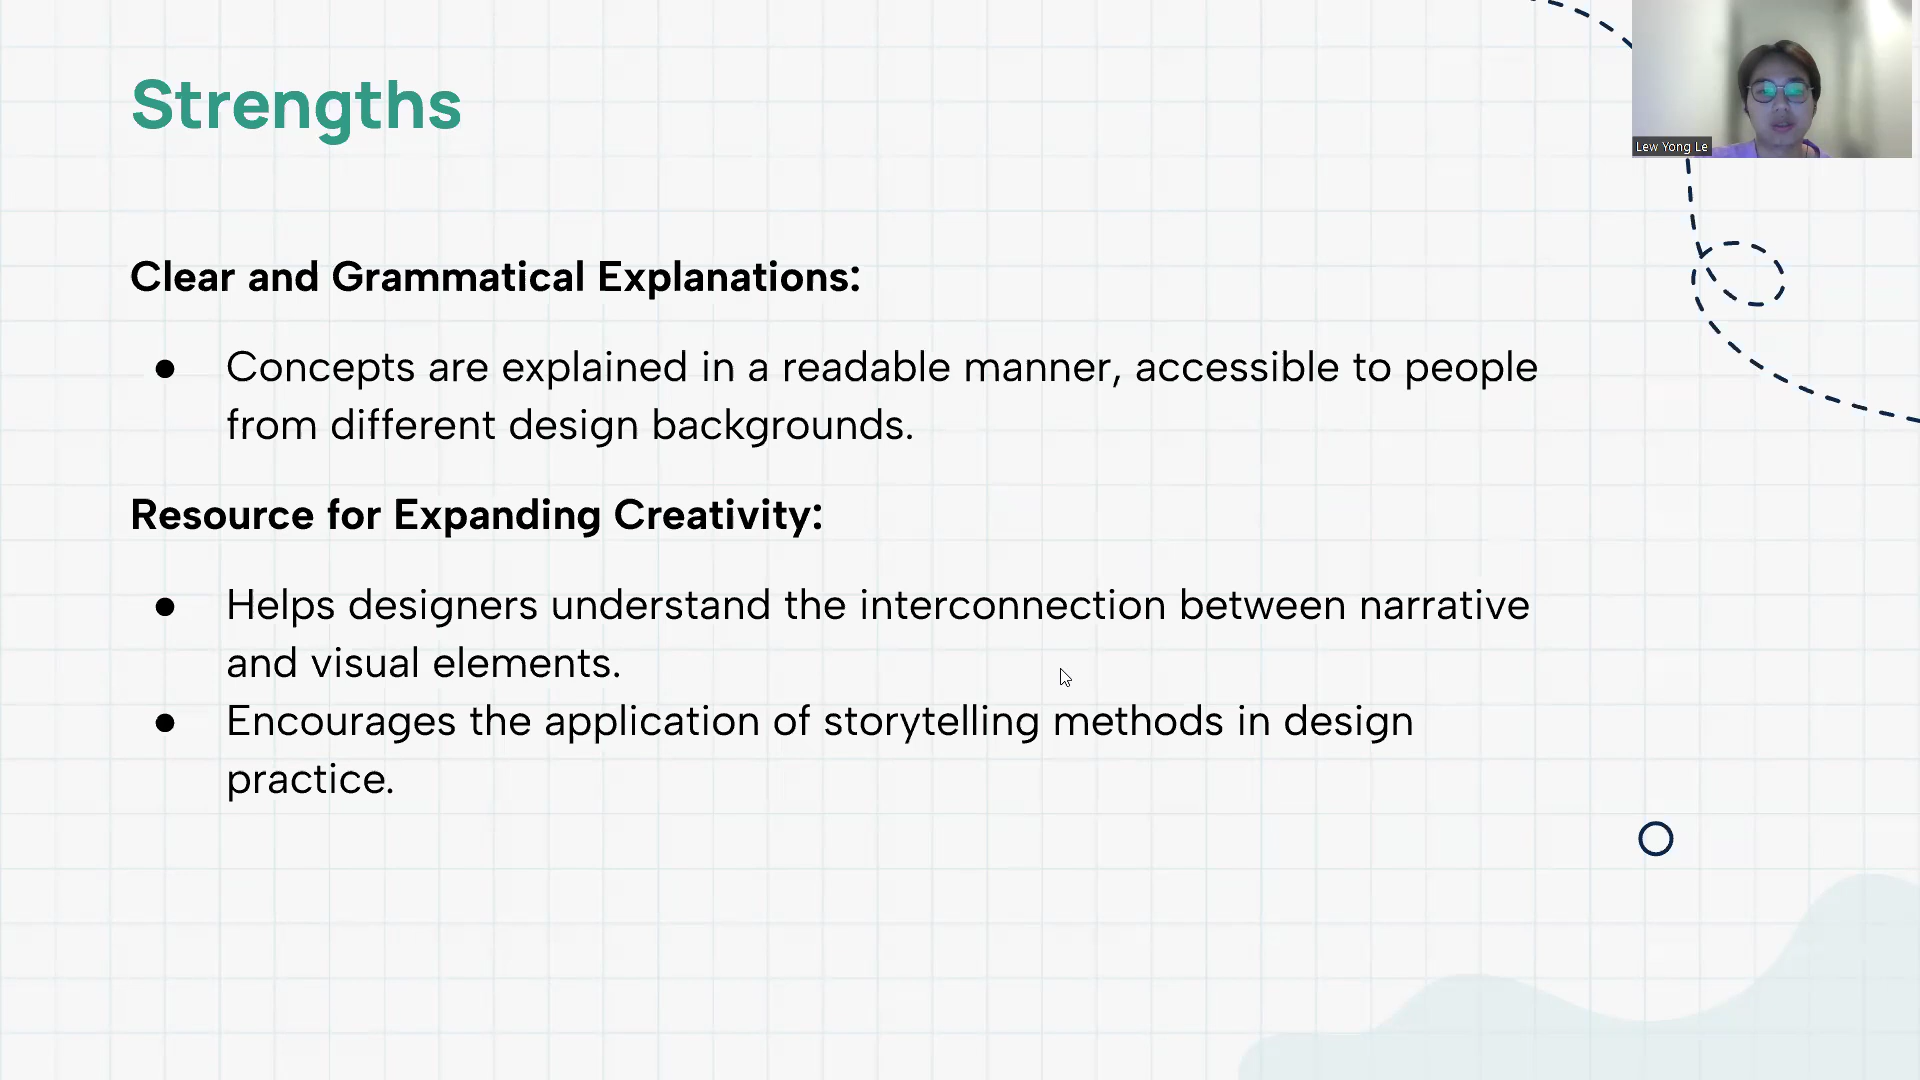 Strengths
Lew Yong Le
Clear and Grammatical Explanations:
● Concepts are explained in a readable manner, accessible to people
from different design backgrounds.
Resource for Expanding Creativity:
● Helps designers understand the interconnection between narrative
and visual elements.
● Encourages the application of storytelling methods in design
practice.